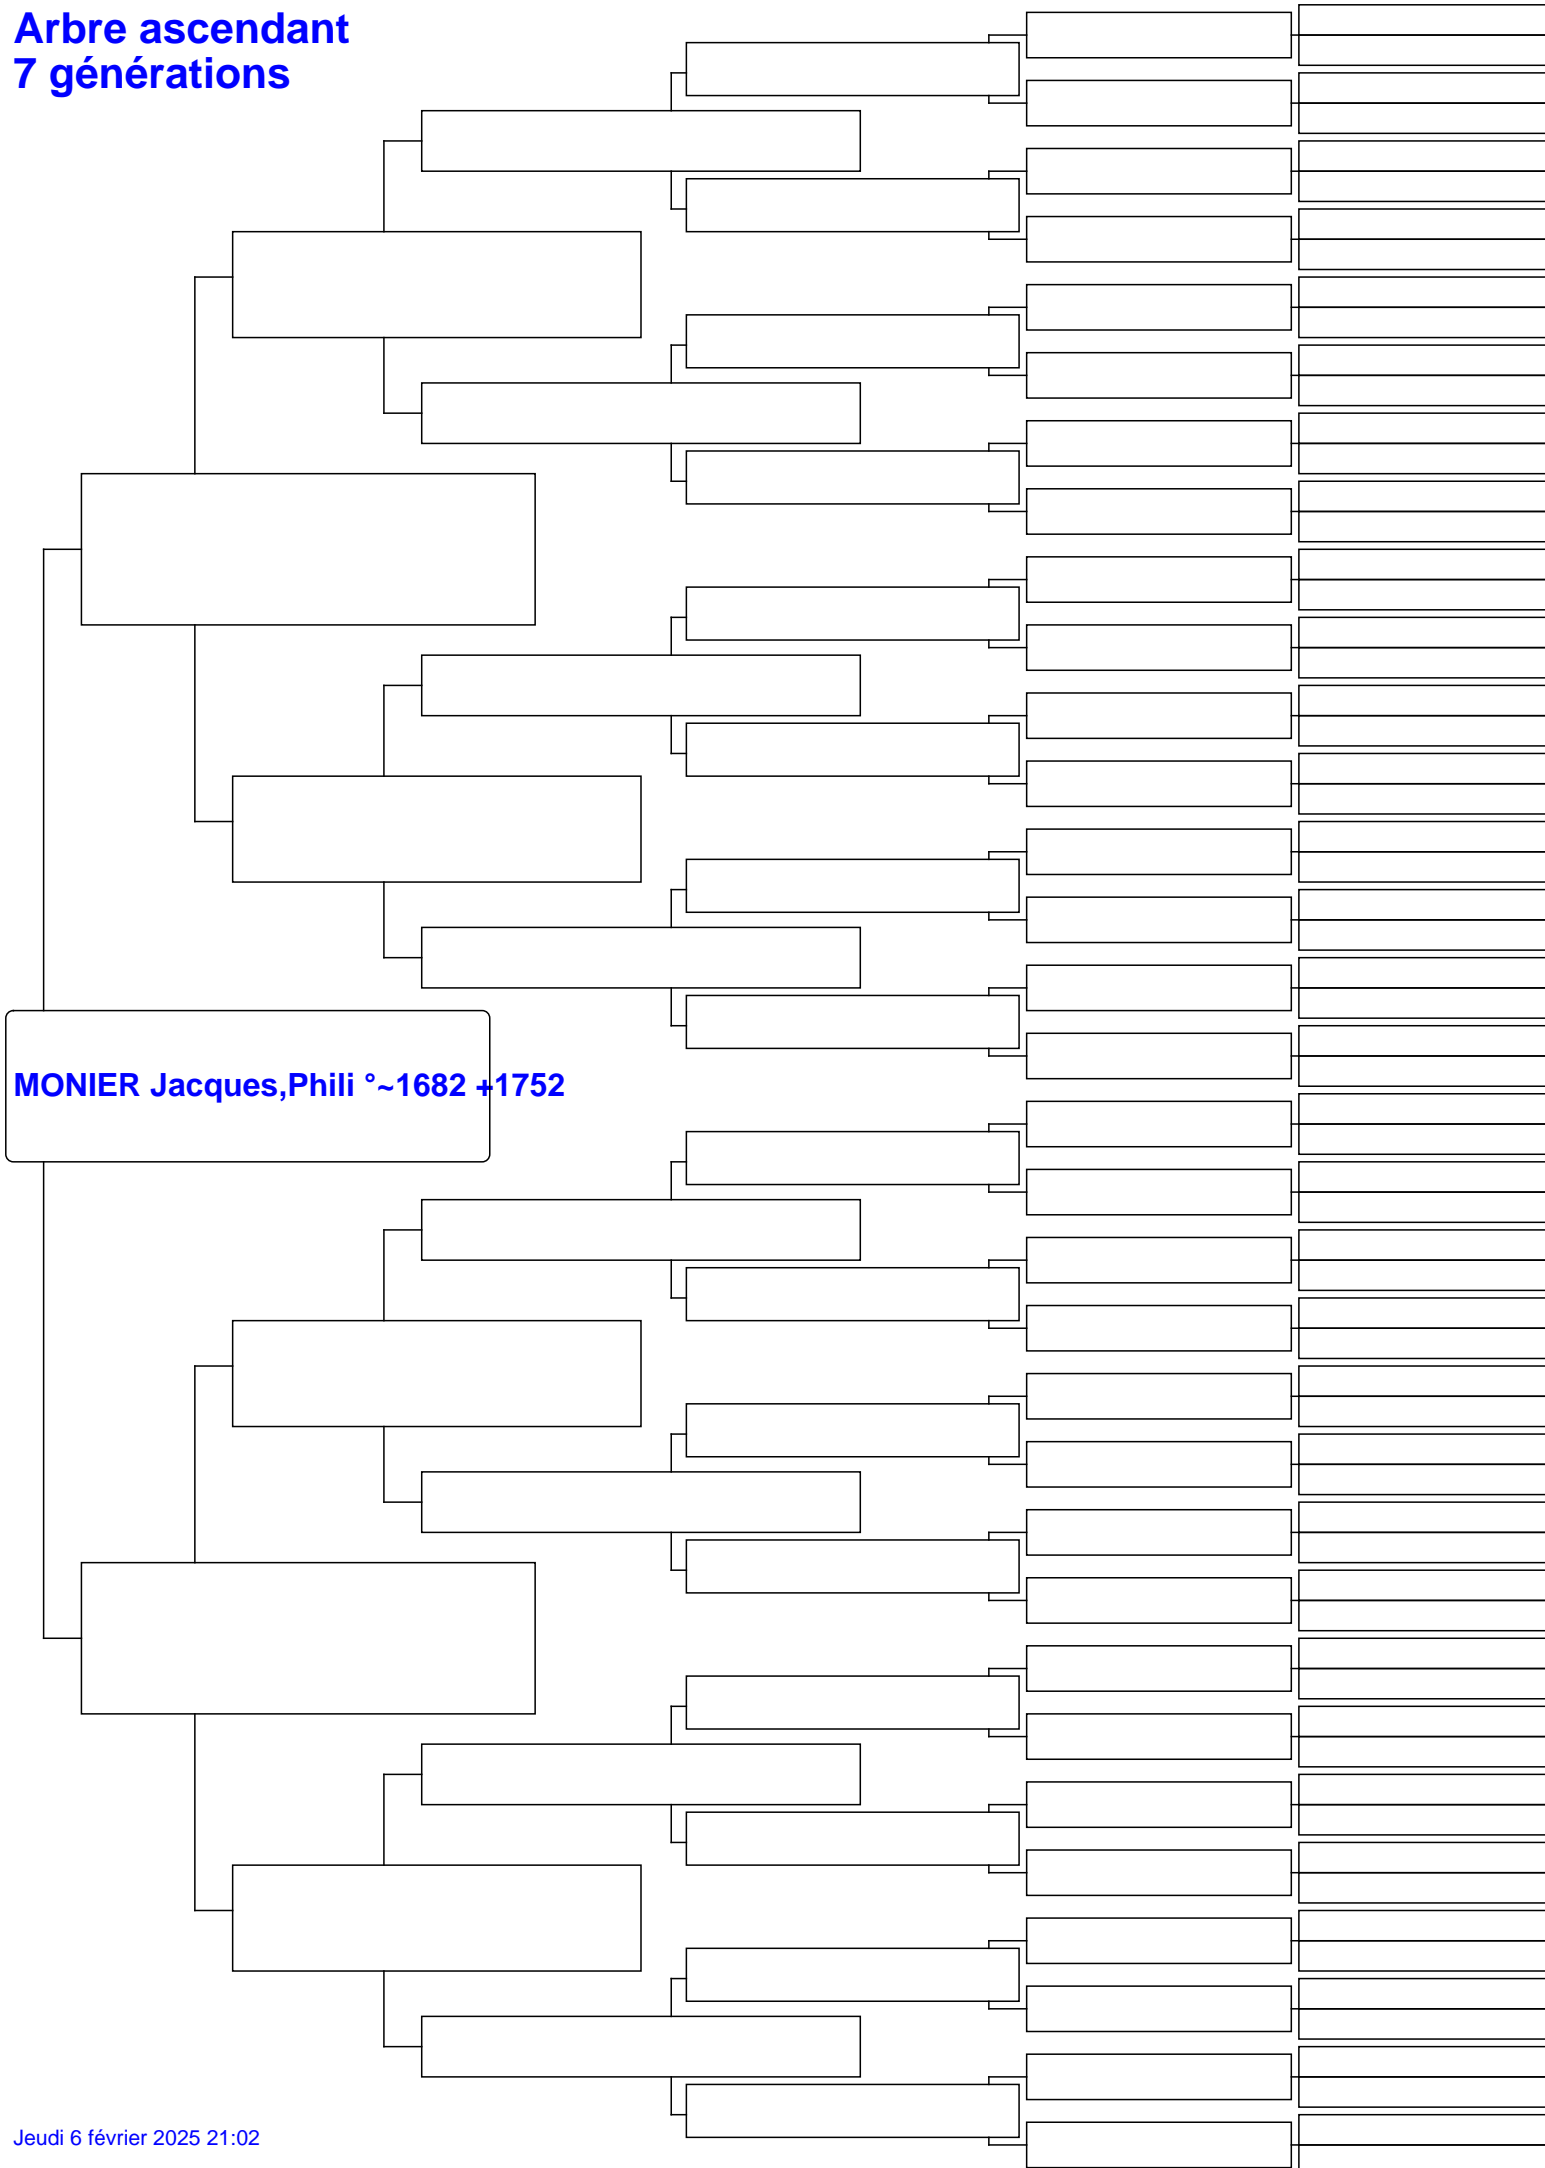 Arbre ascendant
7 générations
MONIER Jacques,Phili °~1682 +1752
Jeudi 6 février 2025 21:02